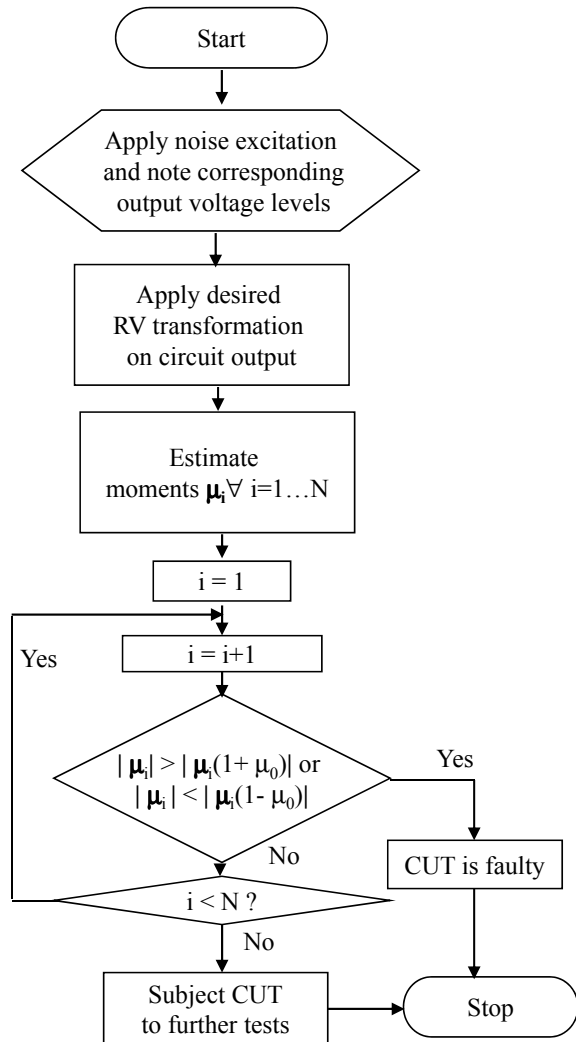 Start
Apply noise excitation
and note corresponding
output voltage levels
Apply desired
RV transformation
on circuit output
Estimate
moments μᵢ∀ i=1…N
i = 1
i = i+1
Yes
| μᵢ| > | μᵢ(1+ μ₀)| or
| μᵢ | < | μᵢ(1- μ₀)|
Yes
No
CUT is faulty
i < N ?
No
Subject CUT
to further tests
Stop